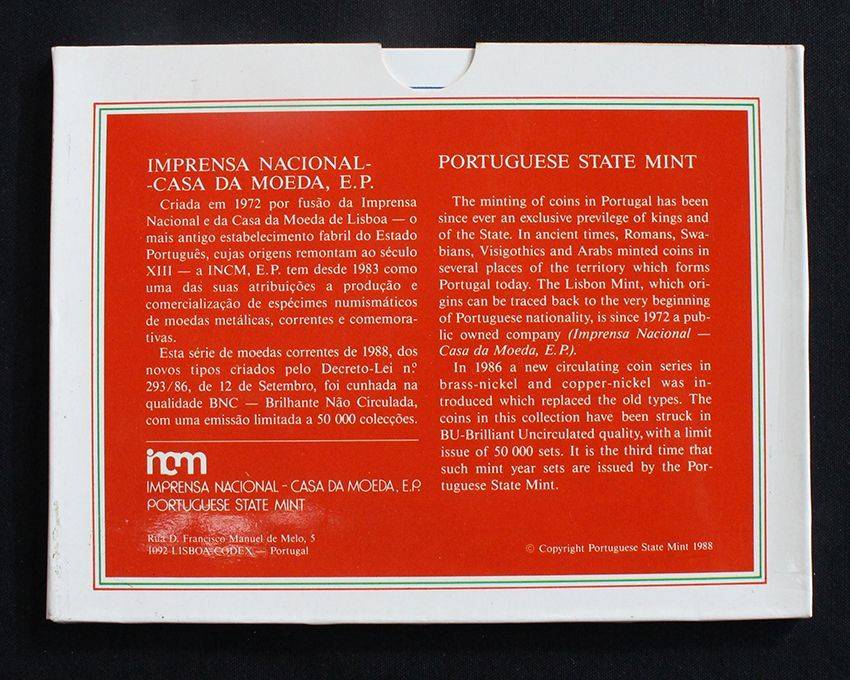 IMPRENSA NACIONAL-
-CASA DA MOEDA, E.P.
Criada em 1972 por fusão da Imprensa
Nacional e da Casa da Moeda de Lisboa — o
mais antigo estabelecimento fabril do Estado
Português, cujas origens remontam ao século
XIII — a INCM, E.P. tem desde 1983 como
uma das suas atribuições a produção e
comercialização de espécimes numismáticos
de moedas metálicas, correntes e comemora-
tivas.
Esta série de moedas correntes de 1988, dos
novos tipos criados pelo Decreto-Lei n.º
293/86, de 12 de Setembro, foi cunhada na
qualidade BNC — Brilhante Não Circulada,
com uma emissão limitada a 50 000 colecções.
incm
IMPRENSA NACIONAL - CASA DA MOEDA, E.P.
PORTUGUESE STATE MINT
Rua D. Francisco Manuel de Melo, 5
1092 LISBOA CODEX — Portugal
PORTUGUESE STATE MINT
The minting of coins in Portugal has been
since ever an exclusive previlege of kings and
of the State. In ancient times, Romans, Swa-
bians, Visigothics and Arabs minted coins in
several places of the territory which forms
Portugal today. The Lisbon Mint, which ori-
gins can be traced back to the very beginning
of Portuguese nationality, is since 1972 a pub-
lic owned company (Imprensa Nacional —
Casa da Moeda, E.P.).
In 1986 a new circulating coin series in
brass-nickel and copper-nickel was in-
troduced which replaced the old types. The
coins in this collection have been struck in
BU-Brilliant Uncirculated quality, with a limit
issue of 50 000 sets. It is the third time that
such mint year sets are issued by the Por-
tuguese State Mint.
© Copyright Portuguese State Mint 1988